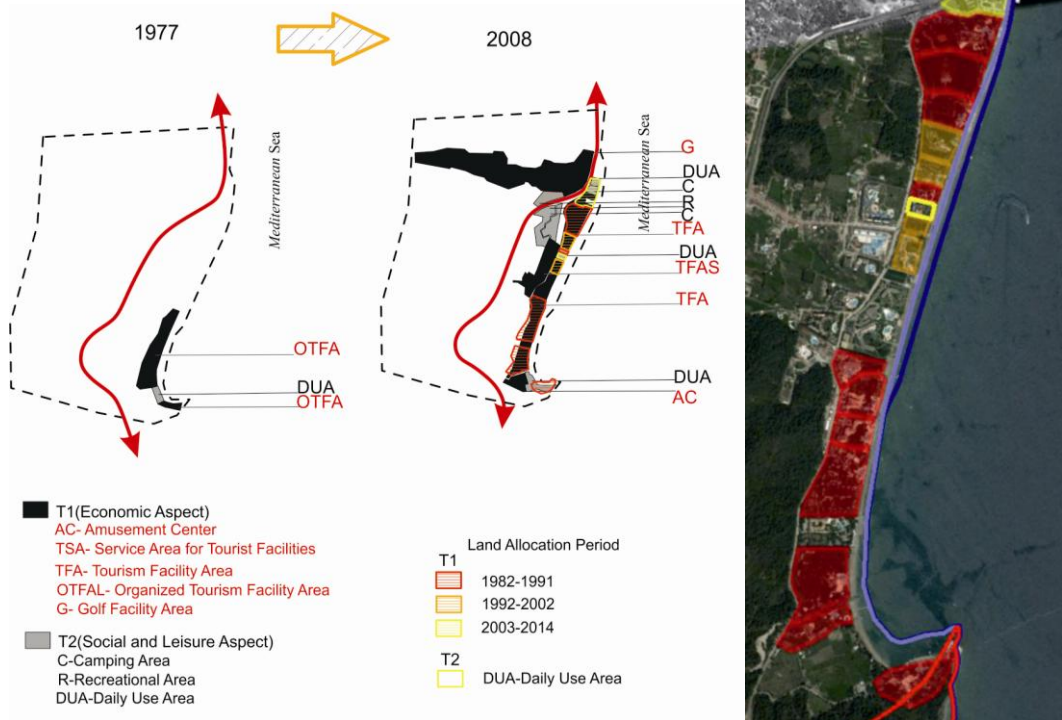 1977
2008
Mediterranean Sea
OTFA
DUA
OTFA
Mediterranean Sea
G
DUA
C
R
C
TFA
DUA
TFAS
TFA
DUA
AC
T1(Economic Aspect)
AC- Amusement Center
TSA- Service Area for Tourist Facilities
TFA- Tourism Facility Area
OTFAL- Organized Tourism Facility Area
G- Golf Facility Area
T2(Social and Leisure Aspect)
C-Camping Area
R-Recreational Area
DUA-Daily Use Area
Land Allocation Period
T1
1982-1991
1992-2002
2003-2014
T2
DUA-Daily Use Area